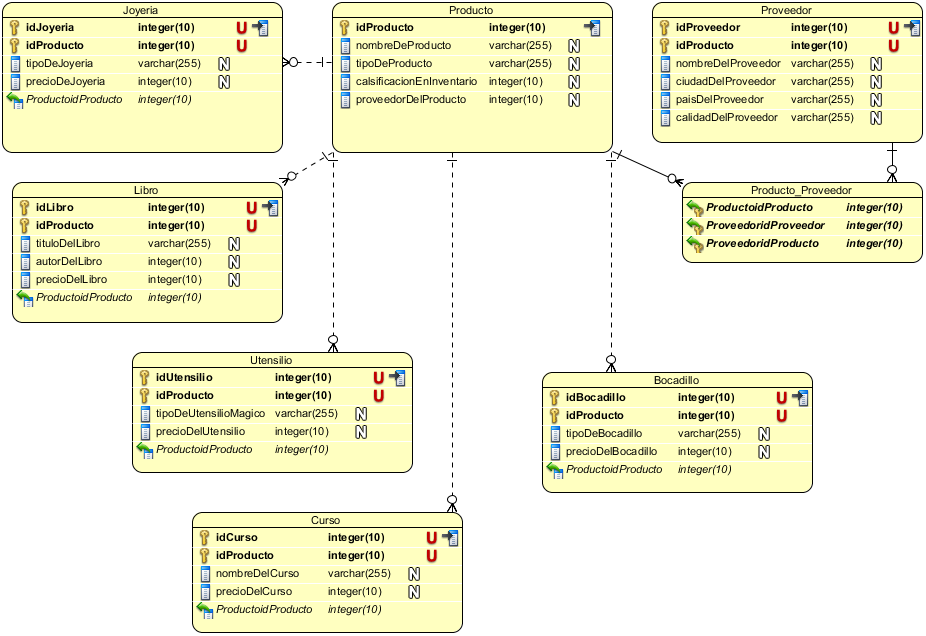 Joyeria
idJoyeria integer(10) U
idProducto integer(10) U
tipoDeJoyeria varchar(255) N
precioDeJoyeria integer(10) N
ProductoidProducto integer(10)
Producto
idProducto integer(10)
nombreDeProducto varchar(255) N
tipoDeProducto varchar(255) N
calsificacionEnInventario integer(10) N
proveedorDelProducto integer(10) N
Proveedor
idProveedor integer(10) U
idProducto integer(10) U
nombreDelProveedor varchar(255) N
ciudadDelProveedor varchar(255) N
paisDelProveedor varchar(255) N
calidadDelProveedor varchar(255) N
Libro
idLibro integer(10) U
idProducto integer(10) U
tituloDelLibro varchar(255) N
autorDelLibro integer(10) N
precioDelLibro integer(10) N
ProductoidProducto integer(10)
Producto_Proveedor
ProductoidProducto integer(10)
ProveedoridProveedor integer(10)
ProveedoridProducto integer(10)
Utensilio
idUtensilio integer(10) U
idProducto integer(10) U
tipoDeUtensilioMagico varchar(255) N
precioDelUtensilio integer(10) N
ProductoidProducto integer(10)
Bocadillo
idBocadillo integer(10) U
idProducto integer(10) U
tipoDeBocadillo varchar(255) N
precioDelBocadillo integer(10) N
ProductoidProducto integer(10)
Curso
idCurso integer(10) U
idProducto integer(10) U
nombreDelCurso varchar(255) N
precioDelCurso integer(10) N
ProductoidProducto integer(10)